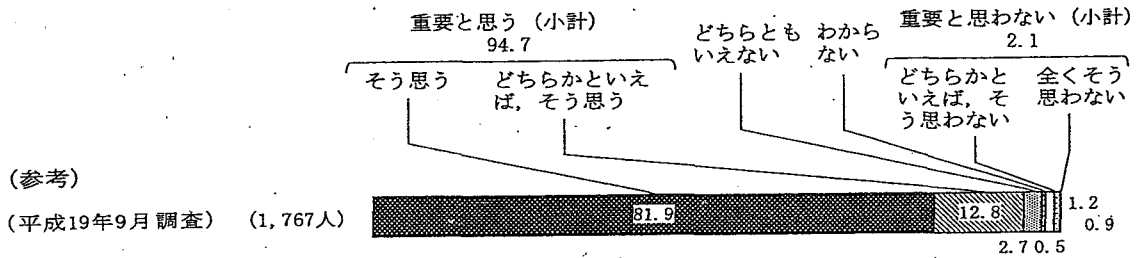 重要と思う（小計）
94.7
どちらとも
いえない
わから
ない
重要と思わない（小計）
2.1
そう思う
どちらかといえ
ば，そう思う
どちらかと
いえば，そ
う思わない
全くそう
思わない
(参考)
(平成19年9月調査) (1,767人)
81.9
12.8
1.2
0.9
2.7 0.5